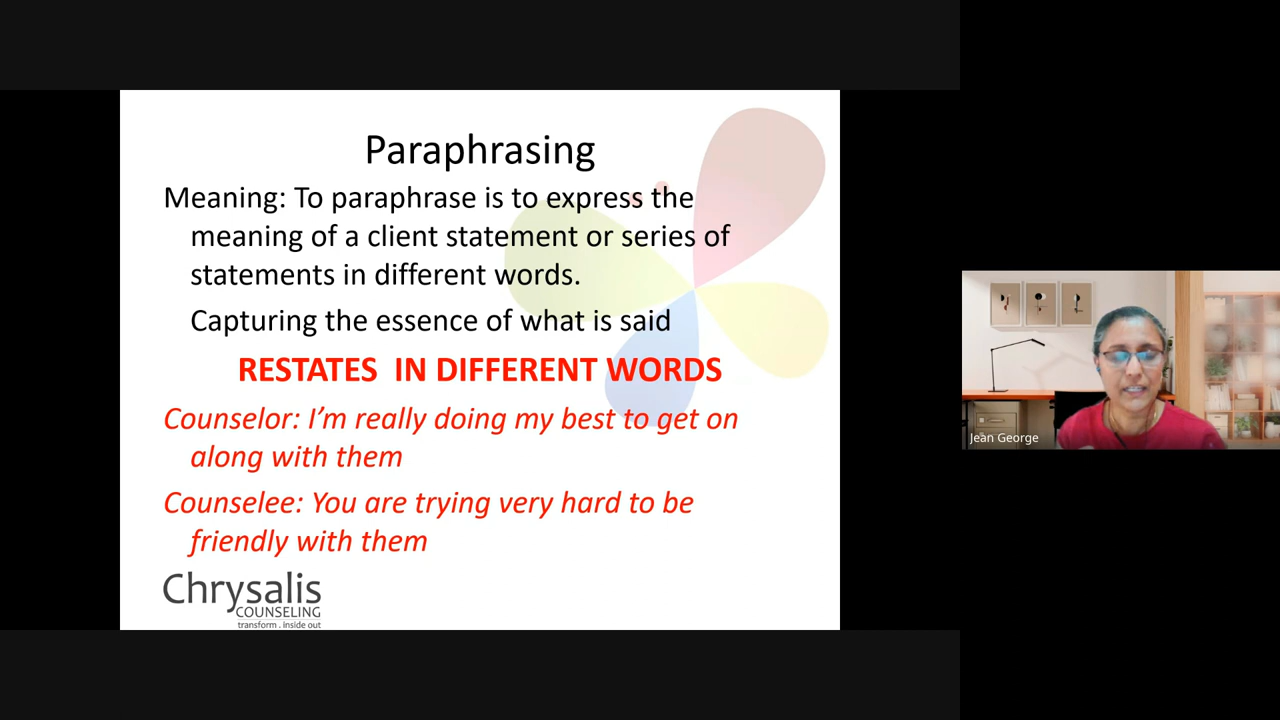 Paraphrasing
Meaning: To paraphrase is to express the
meaning of a client statement or series of
statements in different words.
Capturing the essence of what is said
RESTATES IN DIFFERENT WORDS
Counselor: I’m really doing my best to get on
along with them
Counselee: You are trying very hard to be
friendly with them
Chrysalis
COUNSELING
transform . inside out
Jean George